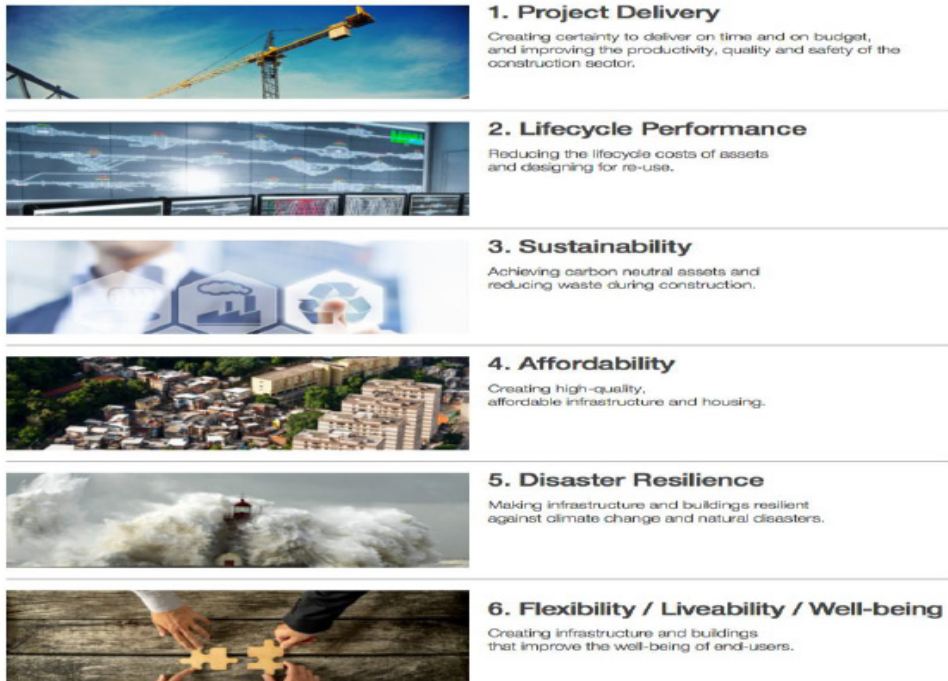 1. Project Delivery
Creating certainty to deliver on time and on budget,
and improving the productivity, quality and safety of the
construction sector.
2. Lifecycle Performance
Reducing the lifecycle costs of assets
and designing for re-use.
3. Sustainability
Achieving carbon neutral assets and
reducing waste during construction.
4. Affordability
Creating high-quality,
affordable infrastructure and housing.
5. Disaster Resilience
Making infrastructure and buildings resilient
against climate change and natural disasters.
6. Flexibility / Liveability / Well-being
Creating infrastructure and buildings
that improve the well-being of end-users.